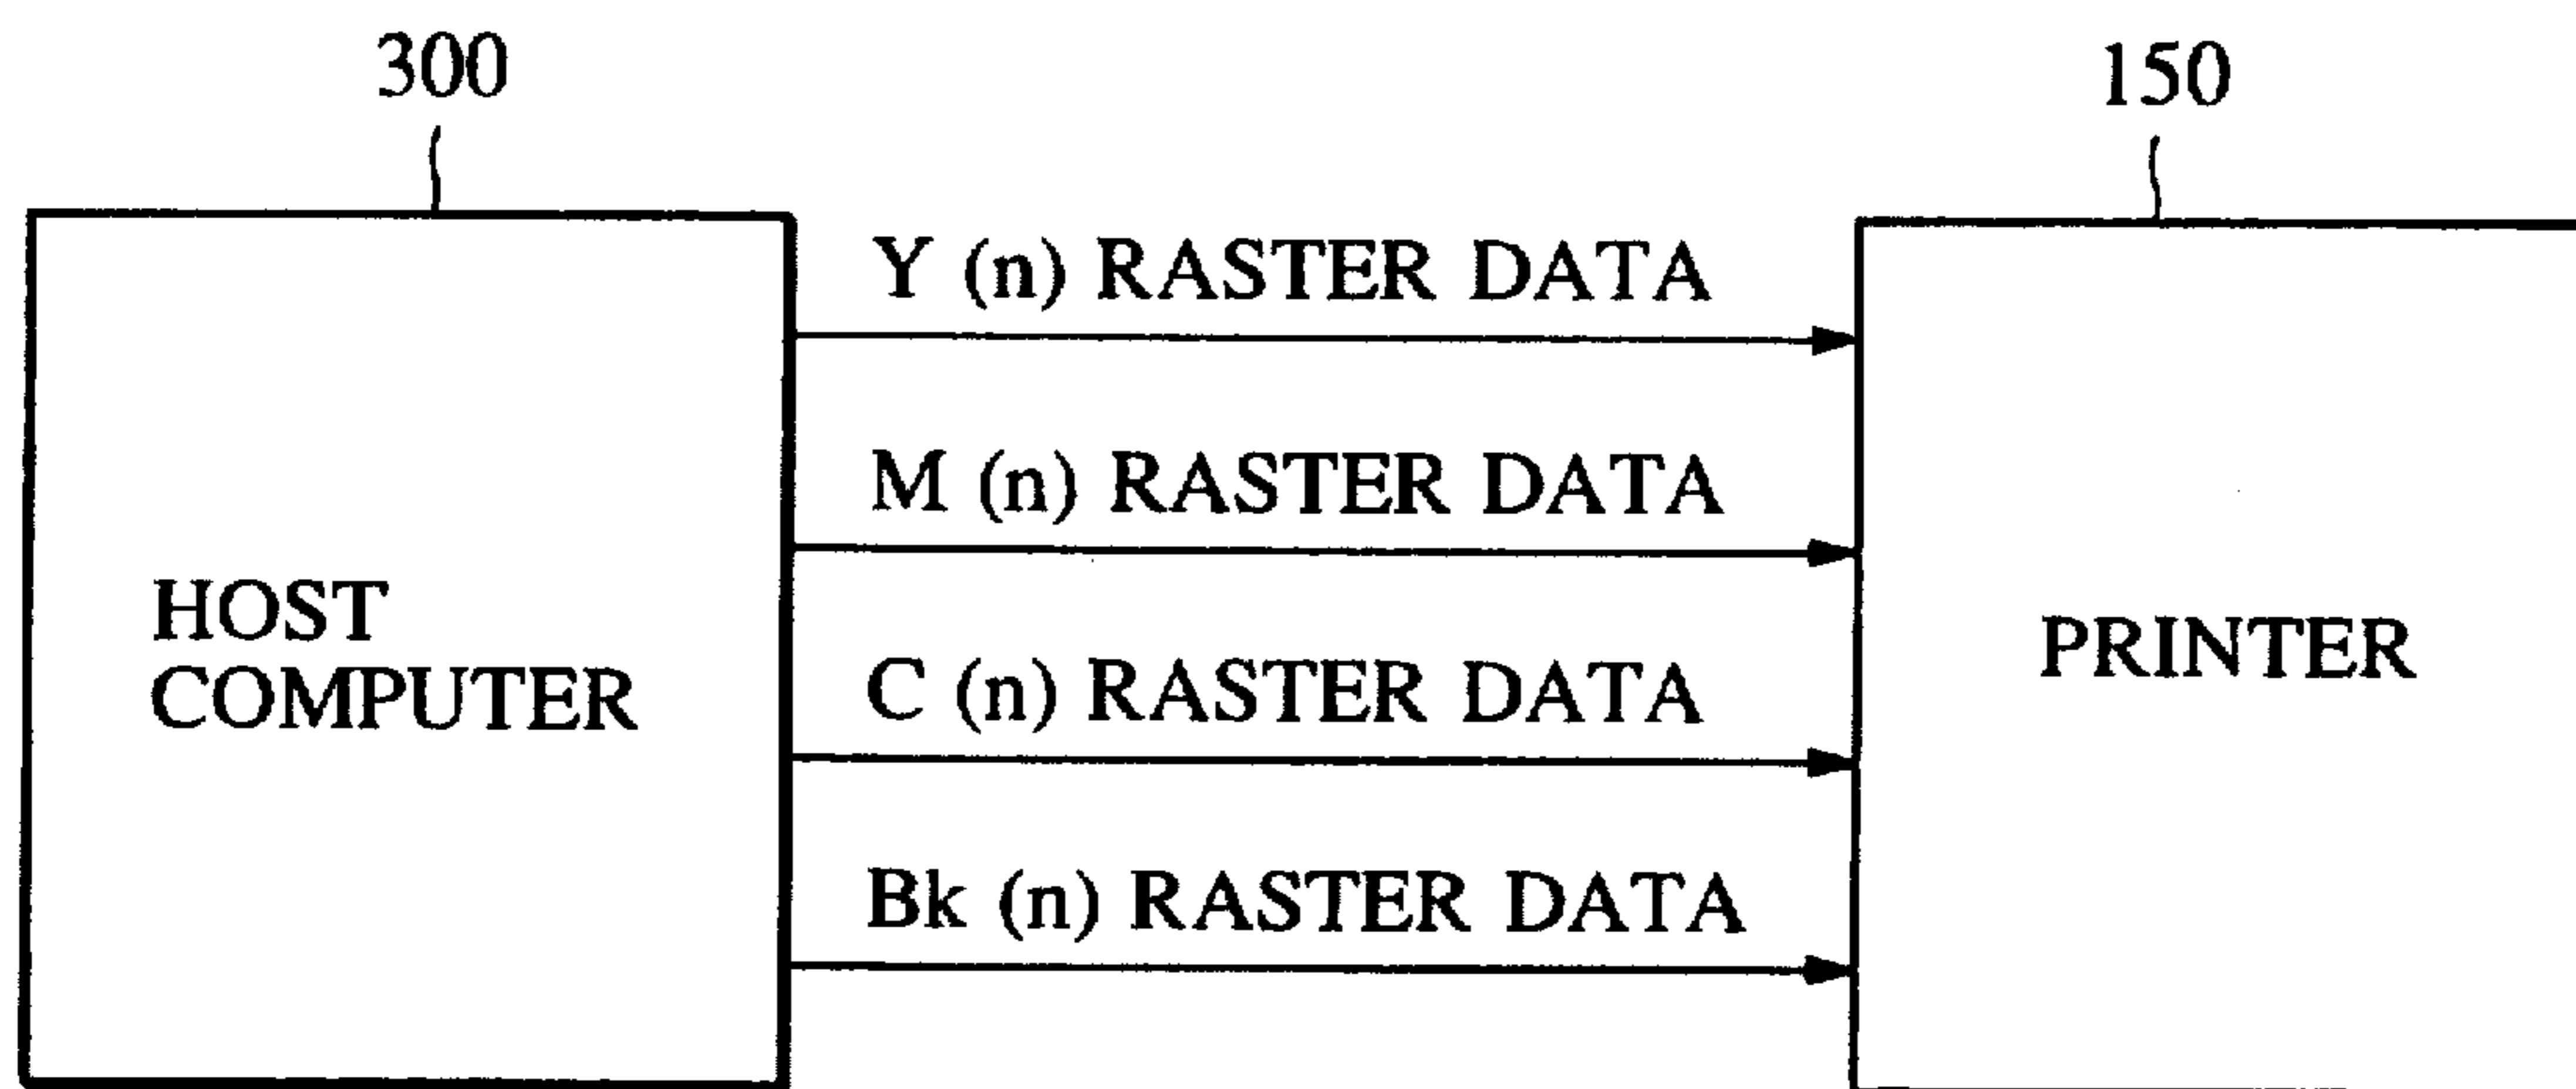 300
150
Y (n) RASTER DATA
M (n) RASTER DATA
HOST
COMPUTER
C (n) RASTER DATA
PRINTER
Bk (n) RASTER DATA